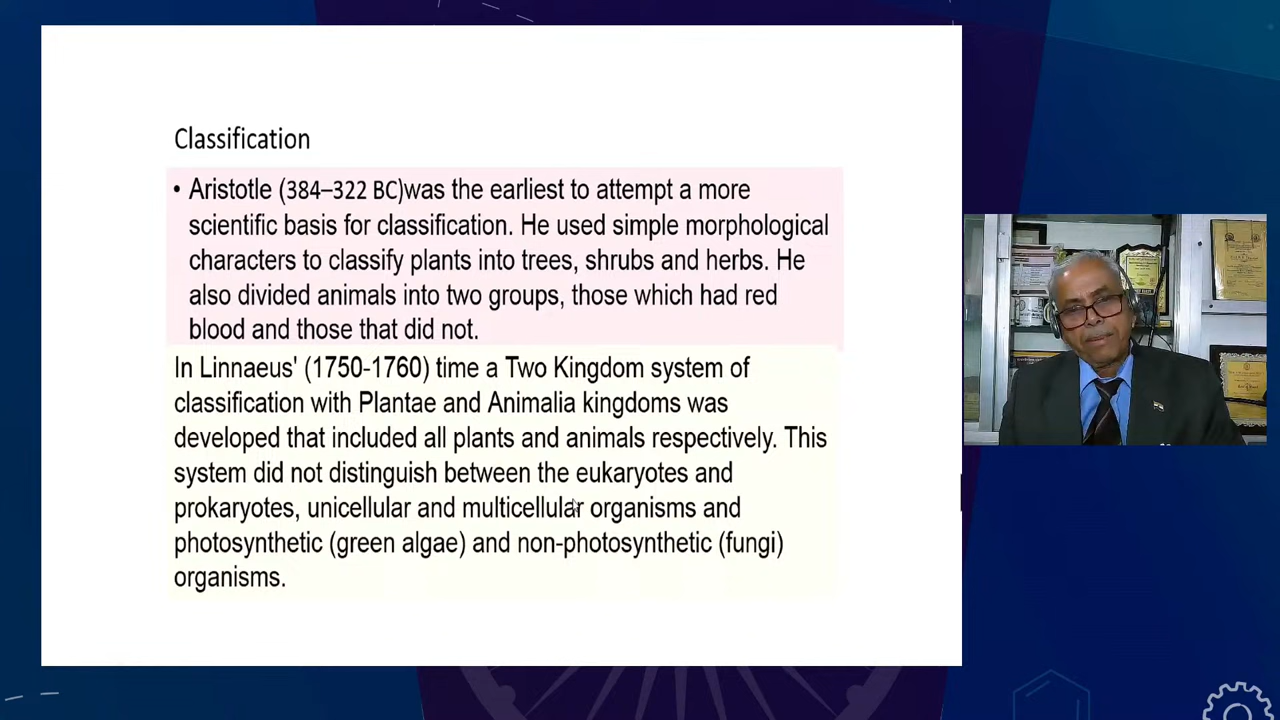 Classification
• Aristotle (384–322 BC)was the earliest to attempt a more
scientific basis for classification. He used simple morphological
characters to classify plants into trees, shrubs and herbs. He
also divided animals into two groups, those which had red
blood and those that did not.
In Linnaeus' (1750-1760) time a Two Kingdom system of
classification with Plantae and Animalia kingdoms was
developed that included all plants and animals respectively. This
system did not distinguish between the eukaryotes and
prokaryotes, unicellular and multicellular organisms and
photosynthetic (green algae) and non-photosynthetic (fungi)
organisms.